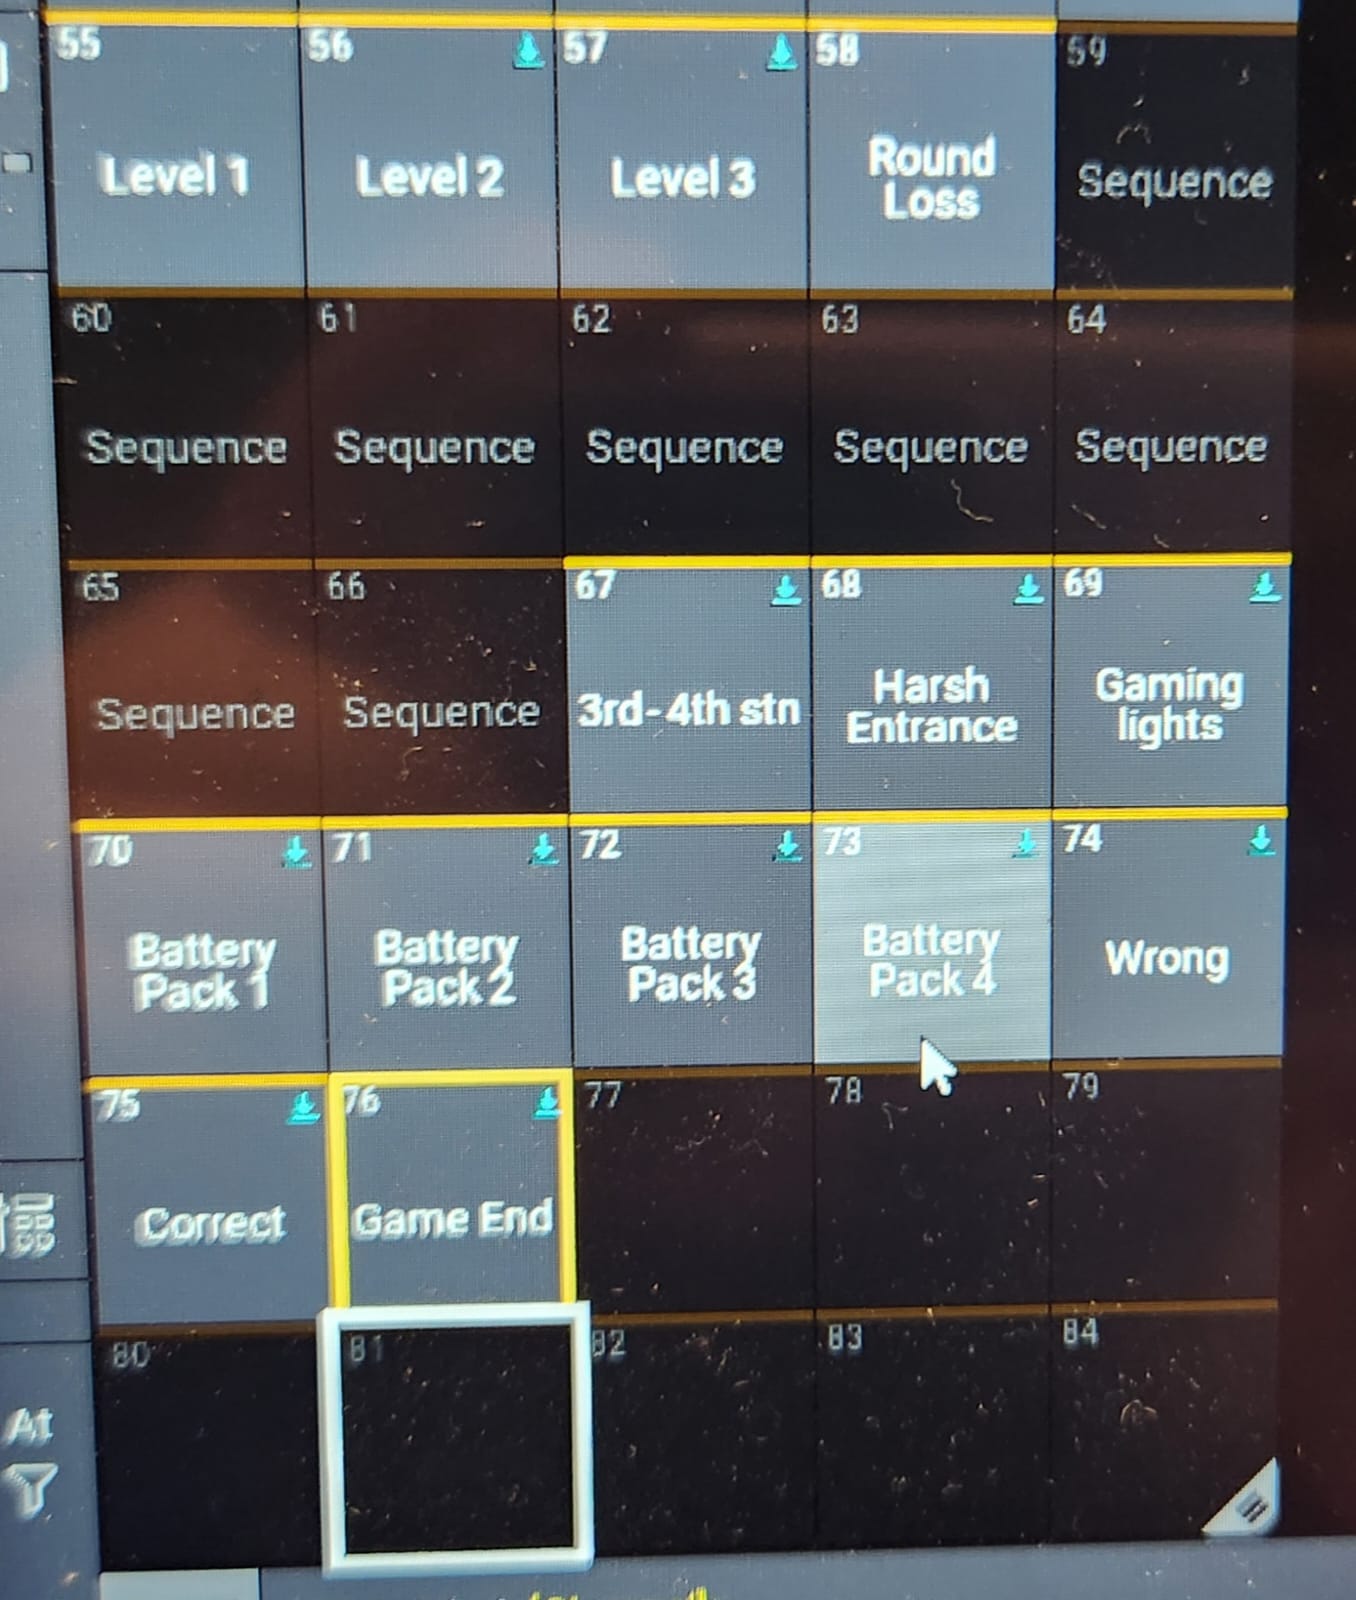 55
56
57
58
59
Level 1
Level 2
Level 3
Round
Loss
Sequence
60
61
62
63
64
Sequence
Sequence
Sequence
Sequence
Sequence
65
66
67
68
69
Sequence
Sequence
3rd-4th stn
Harsh
Entrance
Gaming
lights
70
71
72
73
74
Battery
Pack 1
Battery
Pack 2
Battery
Pack 3
Battery
Pack 4
Wrong
75
76
77
78
79
Correct
Game End
80
81
82
83
84
At